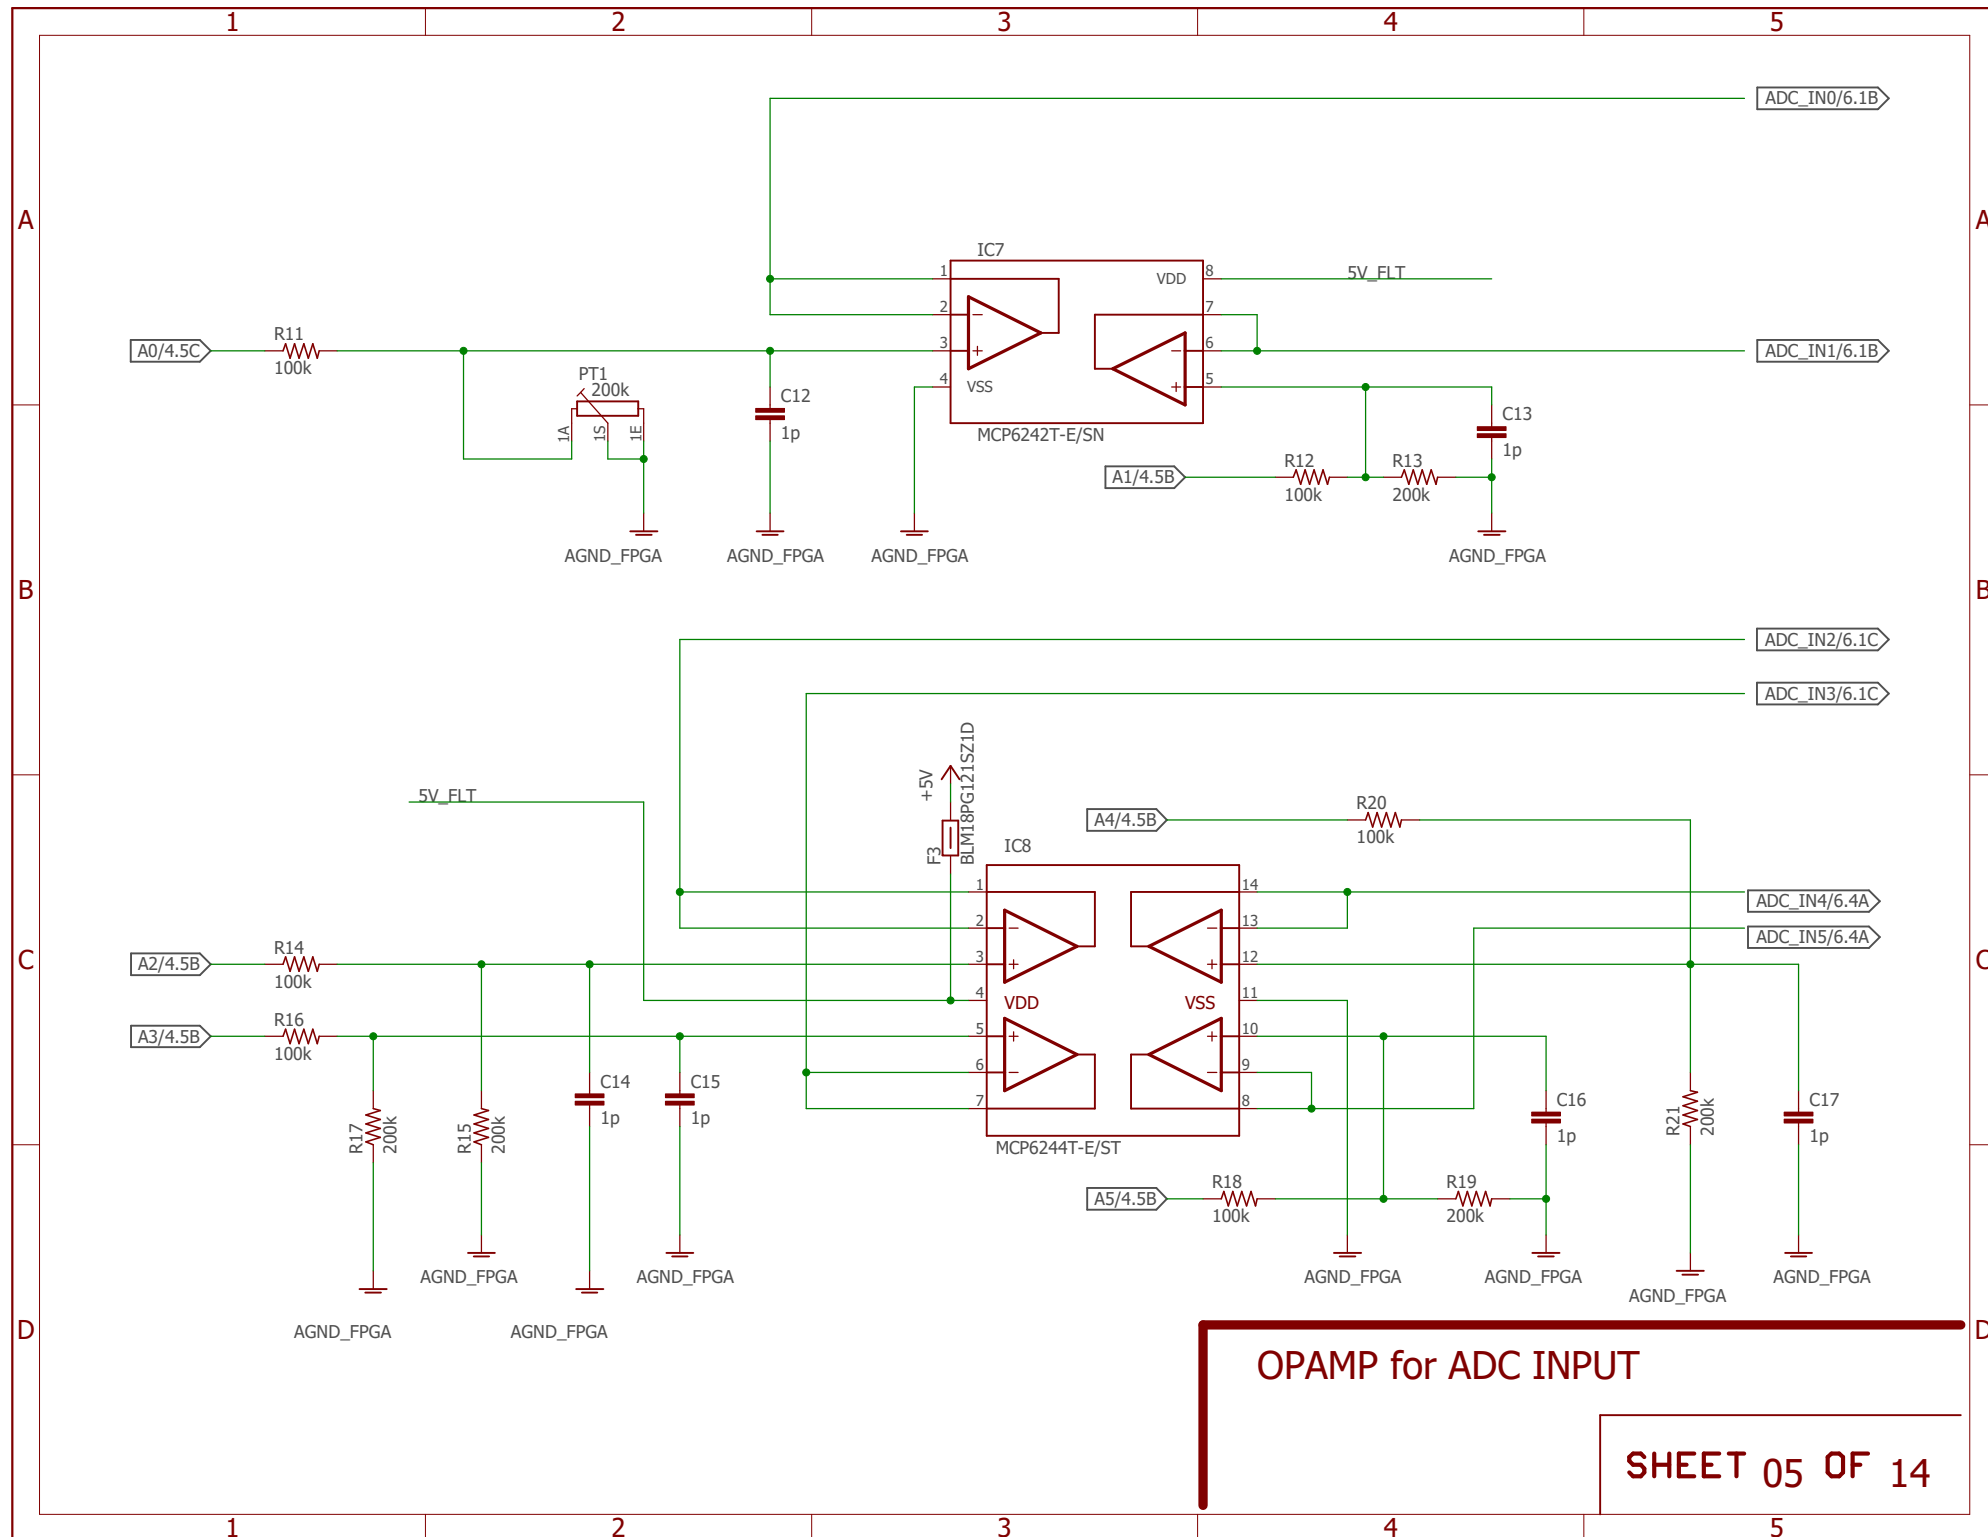 1 2 3 4 5
ADC_IN0/6.1B
A A
IC7
1 VDD 8 5V_FLT
2 7
A0/4.5C R11 100k 3 6 ADC_IN1/6.1B
PT1 200k 4 VSS 5
1A 1S 1E
C12 1p
C13 1p
MCP6242T-E/SN
A1/4.5B R12 100k R13 200k
AGND_FPGA AGND_FPGA AGND_FPGA AGND_FPGA
B B
ADC_IN2/6.1C
ADC_IN3/6.1C
+5V
F3
BLM18PG121SZ1D
5V_FLT
A4/4.5B R20 100k
IC8
1 14 ADC_IN4/6.4A
2 13 ADC_IN5/6.4A
C C
A2/4.5B R14 100k 3 12
4 VDD VSS 11
A3/4.5B R16 100k 5 10
6 9
7 8
R17 200k
R15 200k
C14 1p
C15 1p
C16 1p
R21 200k
C17 1p
MCP6244T-E/ST
A5/4.5B R18 100k R19 200k
AGND_FPGA AGND_FPGA AGND_FPGA AGND_FPGA AGND_FPGA
AGND_FPGA
AGND_FPGA AGND_FPGA
D D
OPAMP for ADC INPUT
SHEET 05 OF 14
1 2 3 4 5